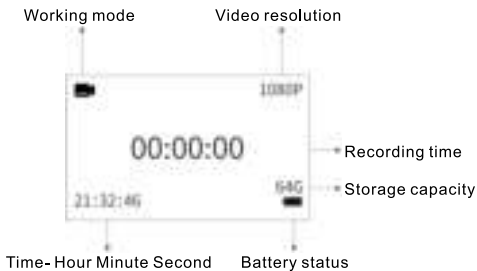 Working mode
Video resolution
1080P
00:00:00
Recording time
64G
Storage capacity
21:32:46
Time- Hour Minute Second
Battery status